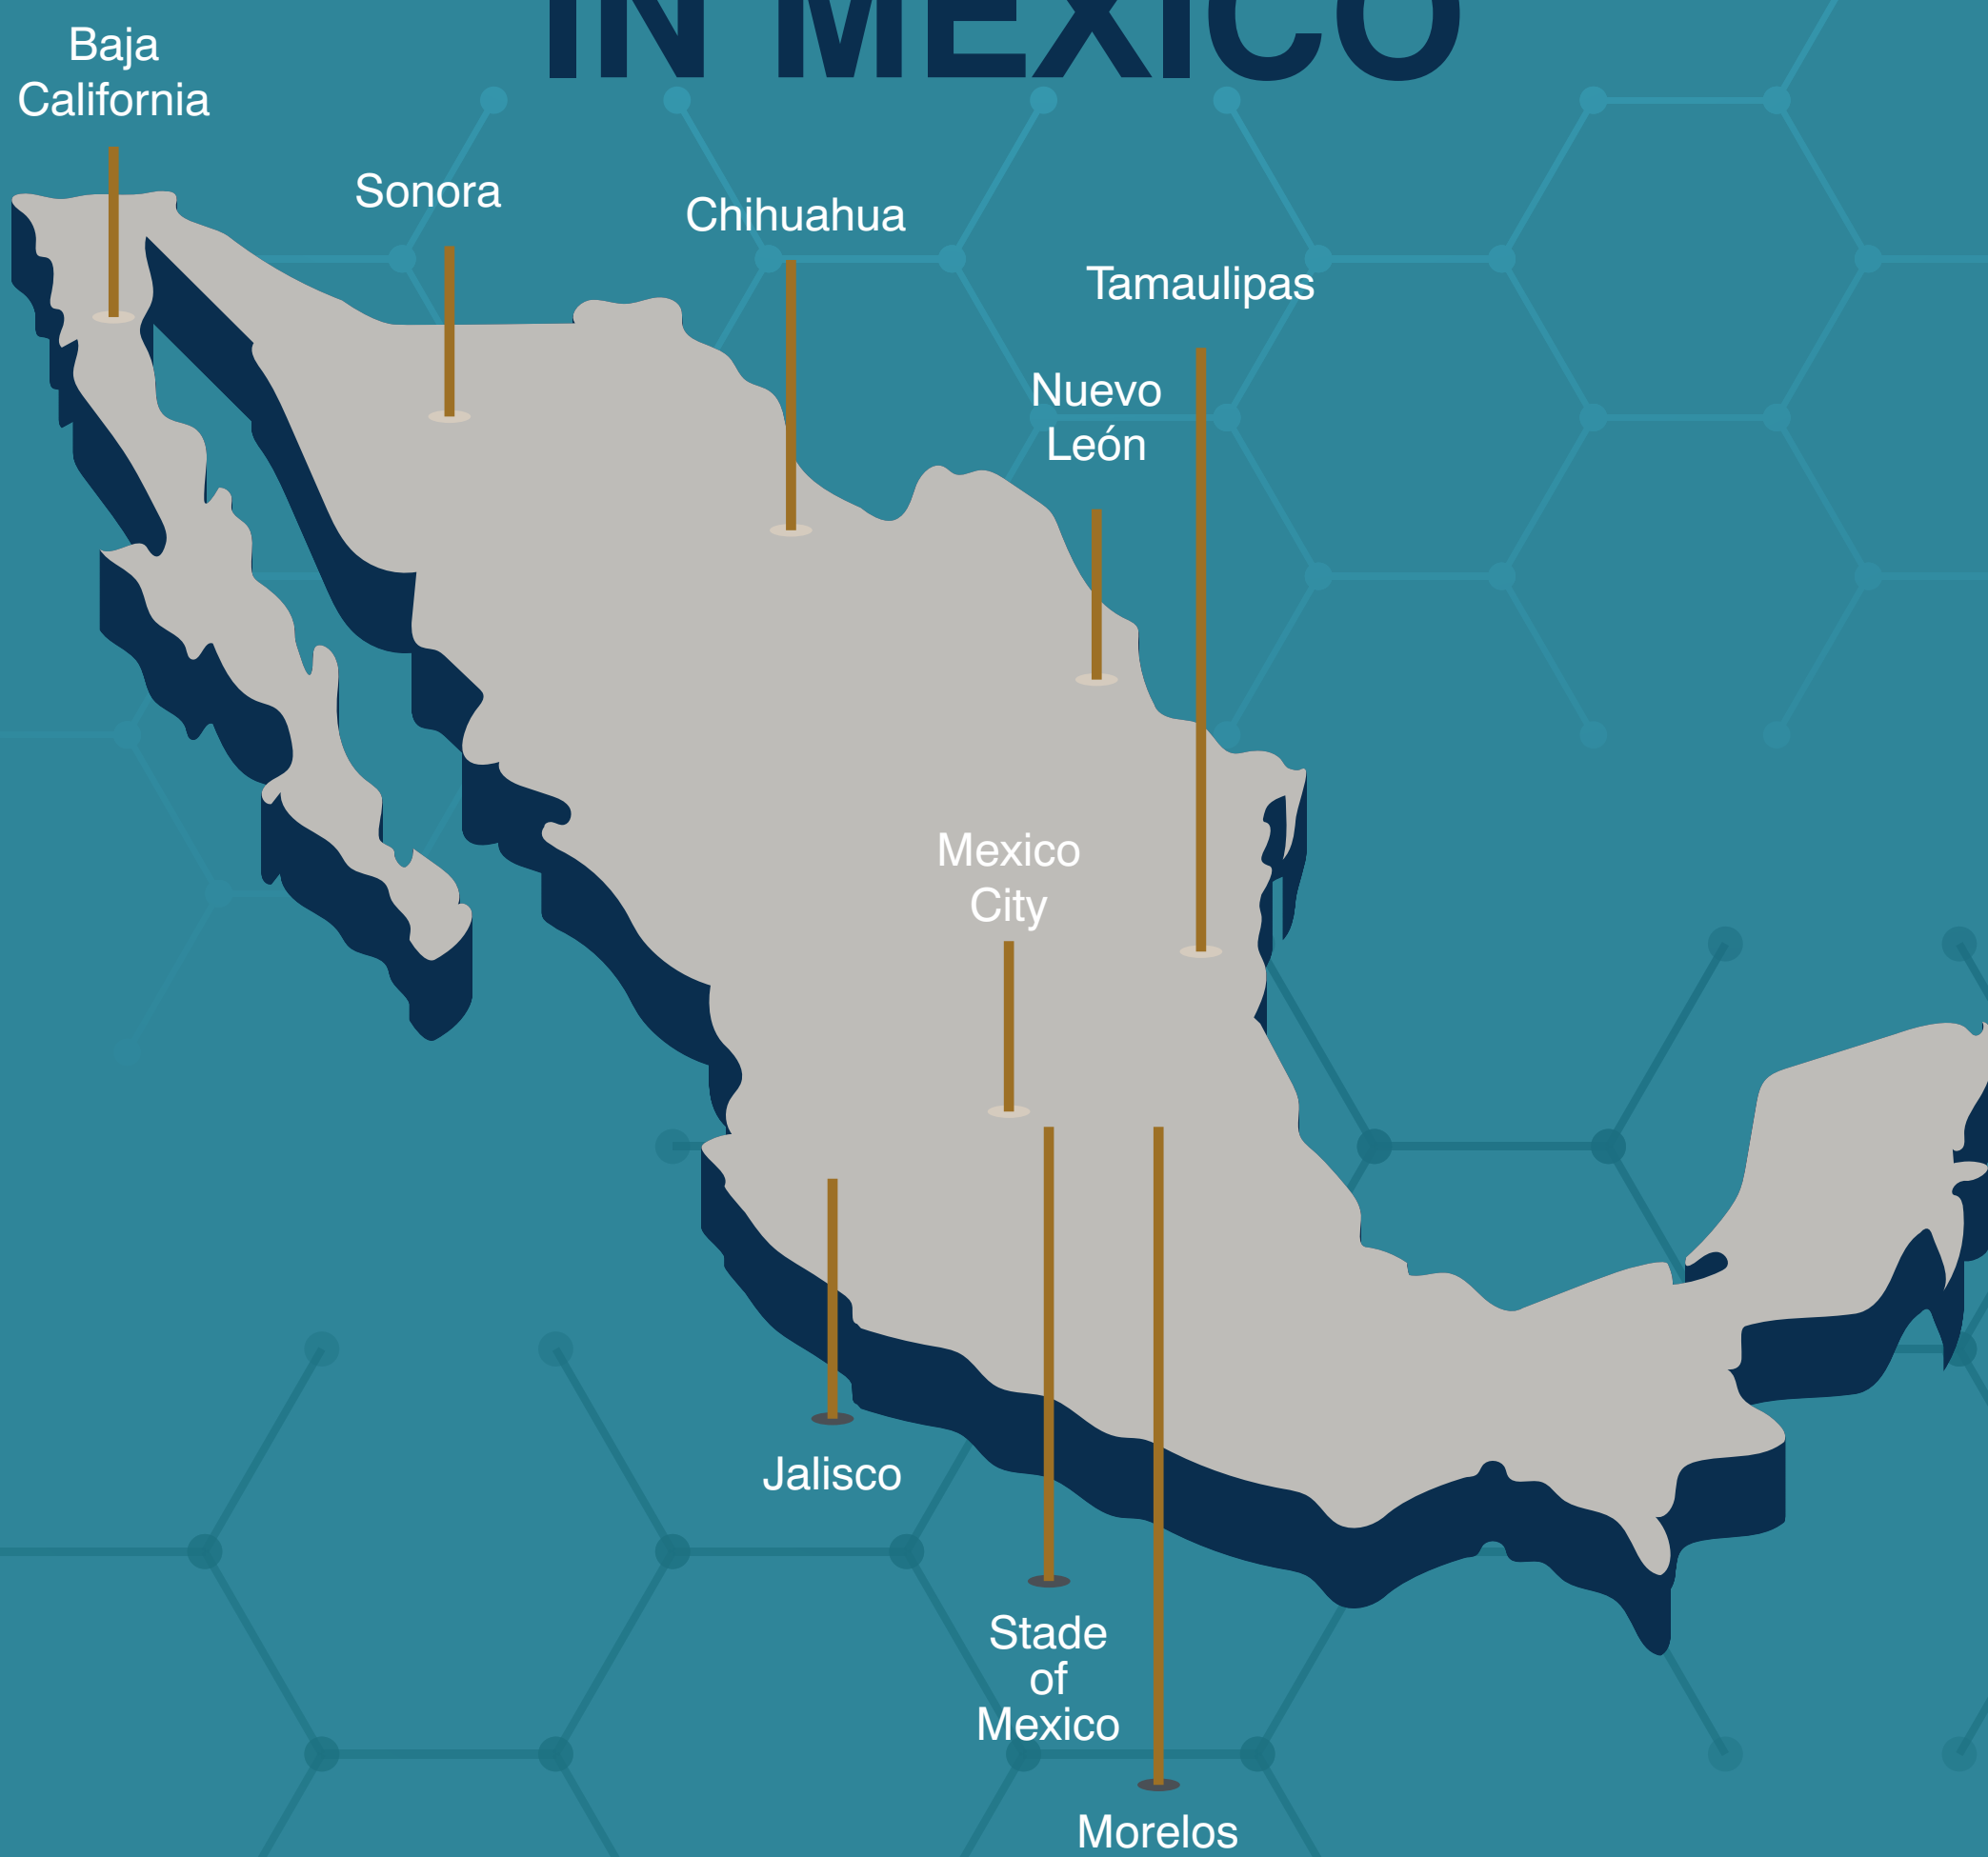 IN MEXICO
Baja
California
Sonora
Chihuahua
Tamaulipas
Nuevo
León
Mexico
City
Jalisco
Stade
of
Mexico
Morelos